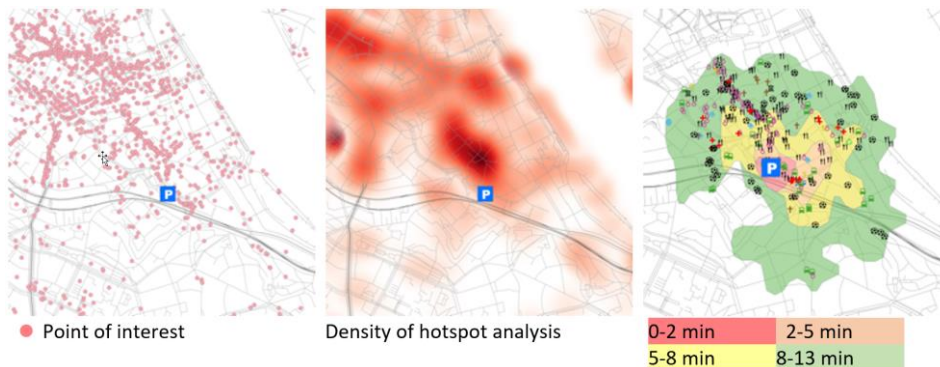 P
P
P
Point of interest
Density of hotspot analysis
0-2 min
2-5 min
5-8 min
8-13 min